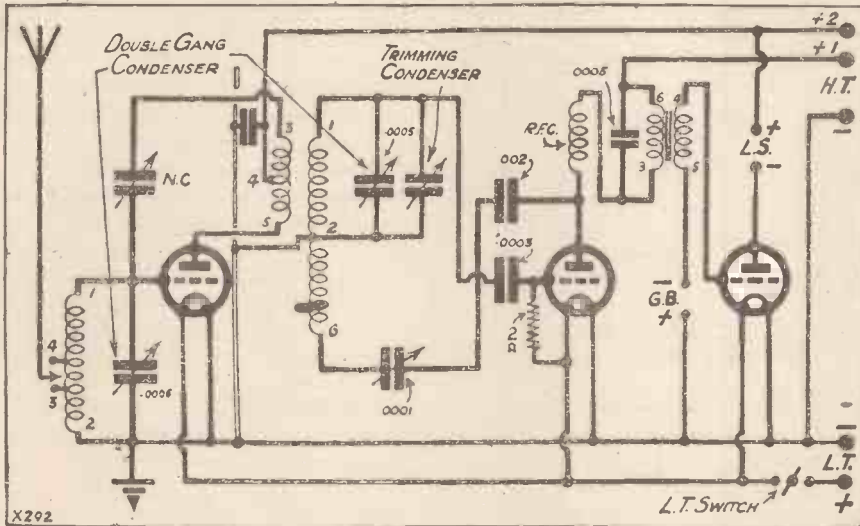 DOUBLE GANG
CONDENSER
TRIMMING
CONDENSER
+2
+1
H.T.
−
N.C
3
4
5
1
2
6
.0005
.002
.0003
.0001
R.F.C.
.0005
6
3
4
5
L.S.
+
−
−
G.B.
+
2
Ω
1
4
3
2
.0005
−
L.T.
+
L.T. SWITCH
X292